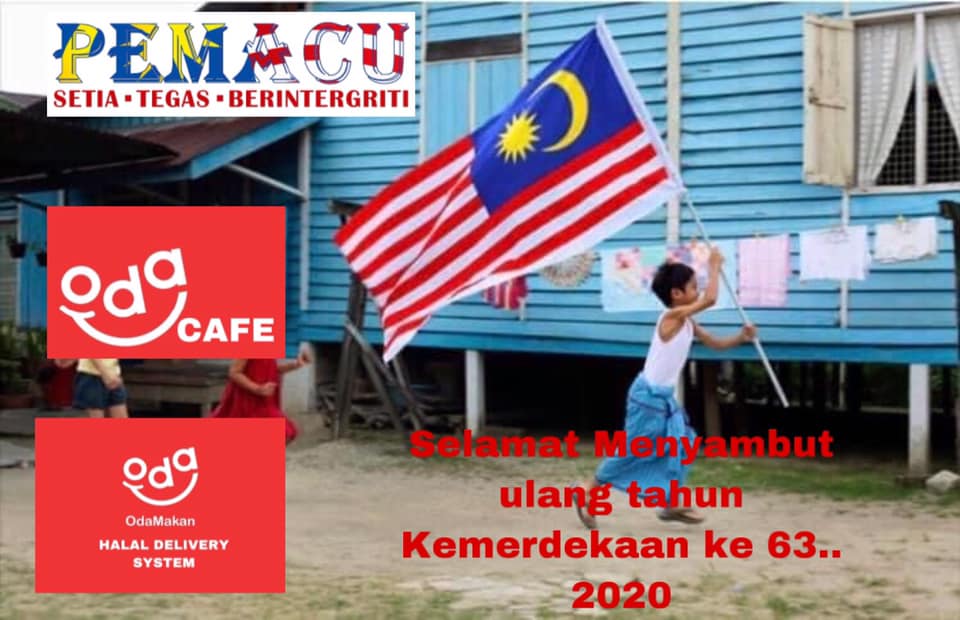 PEMACU
SETIA ▪ TEGAS ▪ BERINTERGRITI
Oda
CAFE
Oda
OdaMakan
HALAL DELIVERY
SYSTEM
Selamat Menyambut
ulang tahun
Kemerdekaan ke 63..
2020